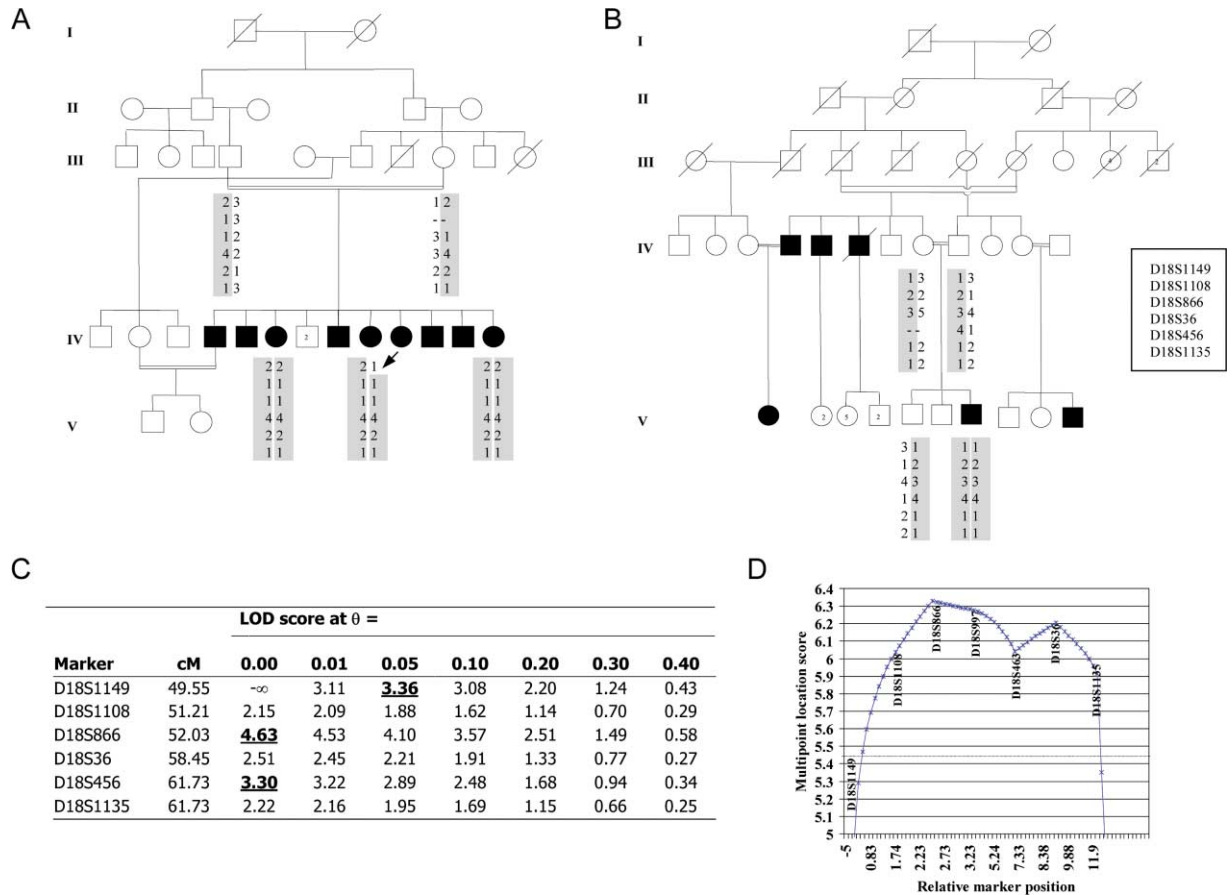 A
I
II
III
2 3 1 2
1 3 - -
1 2 3 1
4 2 3 4
2 1 2 2
1 3 1 1
IV
2
2 2 2 1 2 2
1 1 1 1 1 1
1 1 1 1 1 1
4 4 4 4 4 4
2 2 2 2 2 2
1 1 1 1 1 1
V
B
I
II
III
4 2
IV
1 3 1 3
2 2 2 1
3 5 3 4
- - 4 1
1 2 1 2
1 2 1 2
V
2 5 2
3 1 1 1
1 2 2 2
4 3 3 3
1 4 4 4
2 1 1 1
2 1 1 1
D18S1149
D18S1108
D18S866
D18S36
D18S456
D18S1135
C
LOD score at θ =
Marker cM 0.00 0.01 0.05 0.10 0.20 0.30 0.40
D18S1149 49.55 -∞ 3.11 3.36 3.08 2.20 1.24 0.43
D18S1108 51.21 2.15 2.09 1.88 1.62 1.14 0.70 0.29
D18S866 52.03 4.63 4.53 4.10 3.57 2.51 1.49 0.58
D18S36 58.45 2.51 2.45 2.21 1.91 1.33 0.77 0.27
D18S456 61.73 3.30 3.22 2.89 2.48 1.68 0.94 0.34
D18S1135 61.73 2.22 2.16 1.95 1.69 1.15 0.66 0.25
D
Multipoint location score
6.4
6.3
6.2
6.1
6
5.9
5.8
5.7
5.6
5.5
5.4
5.3
5.2
5.1
5
D18S1149
D18S1108
D18S866
D18S997
D18S463
D18S36
D18S1135
-5 0.83 1.74 2.23 2.73 3.23 5.24 7.33 8.38 9.88 11.9
Relative marker position